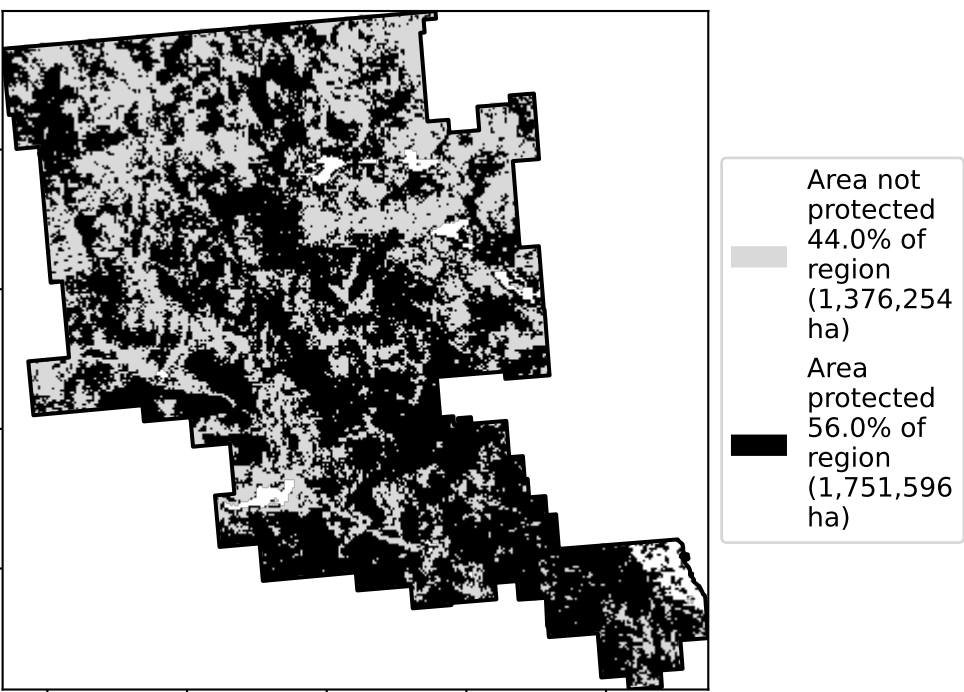 Area not
protected
44.0% of
region
(1,376,254
ha)
Area
protected
56.0% of
region
(1,751,596
ha)